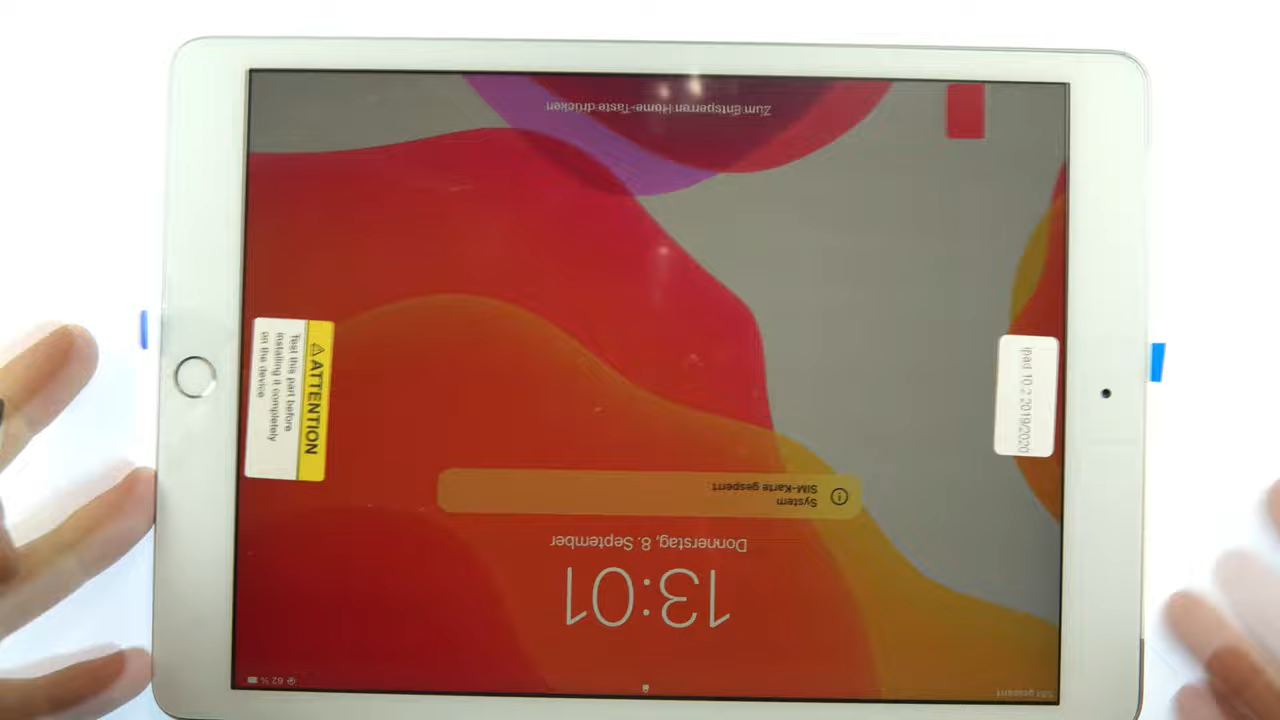 SIM gesperrt
62 %
13:01
Donnerstag, 8. September
System
SIM-Karte gesperrt
Zum Entsperren Home-Taste drücken
⚠ATTENTION
Test this part before
installing it completely
on the device
ipad 10.2 2019/2020